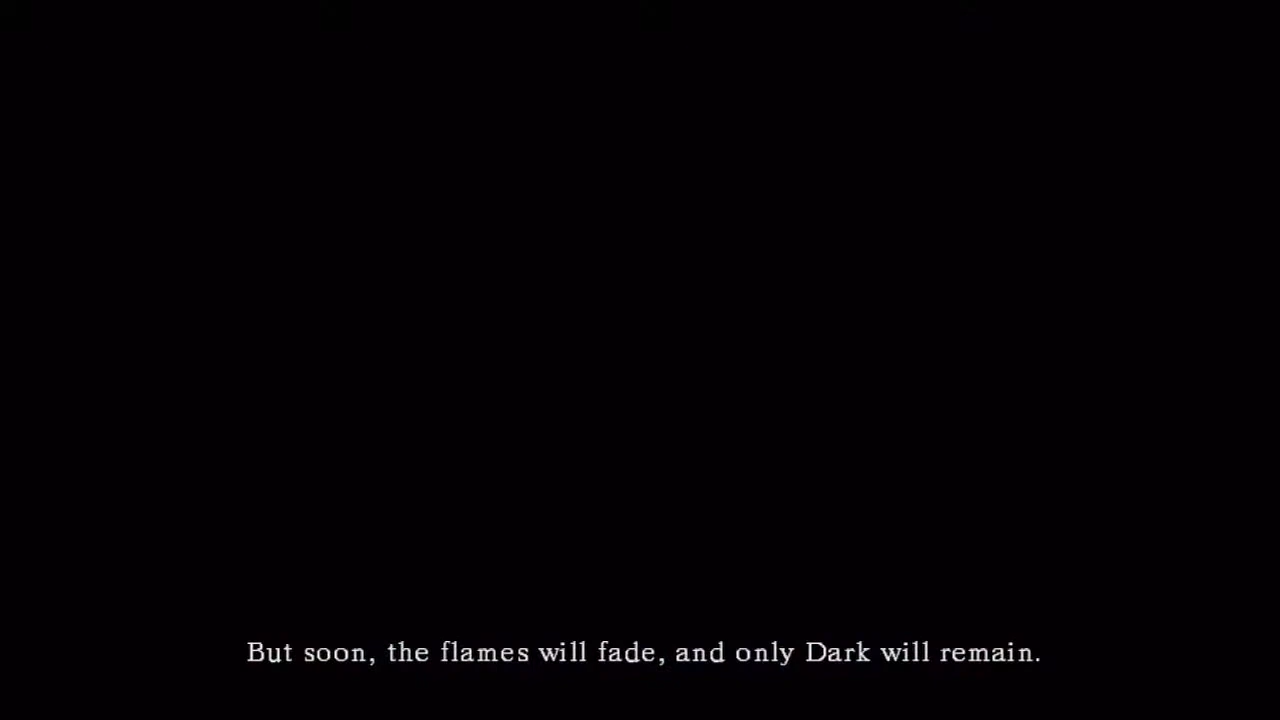 But soon, the flames will fade, and only Dark will remain.